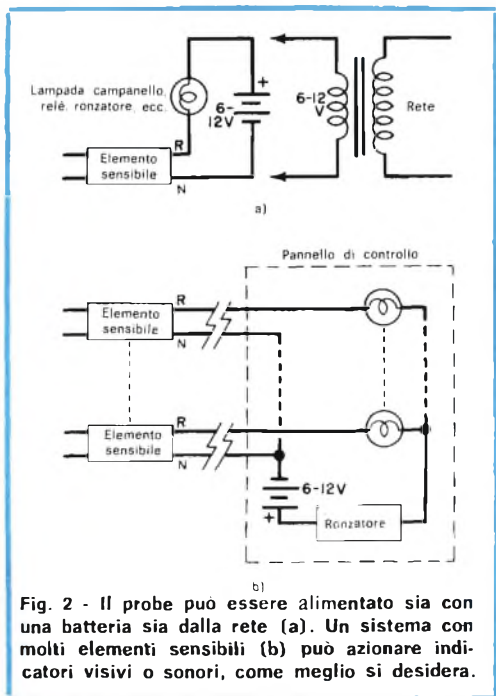 Lampada campanello,
relé. ronzatore, ecc.
+
6-
12V
6-12
V
Rete
R
Elemento
sensibile
N
a)
Pannello di controllo
R
Elemento
sensibile
N
R
Elemento
sensibile
N
6-12V
+
Ronzatore
b)
Fig. 2 - Il probe può essere alimentato sia con
una batteria sia dalla rete (a). Un sistema con
molti elementi sensibili (b) può azionare indi-
catori visivi o sonori, come meglio si desidera.